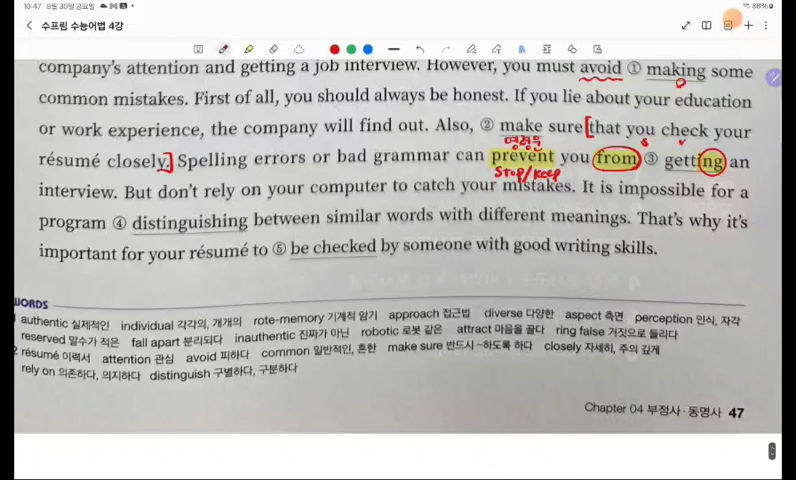 10:47 8월 30일 금요일
88%
수프림 수능어법 4강
company's attention and getting a job interview. However, you must avoid ① making some
common mistakes. First of all, you should always be honest. If you lie about your education
or work experience, the company will find out. Also, ② make sure [that you check your
명령문 s v
résumé closely.] Spelling errors or bad grammar can prevent you from ③ getting an
stop/keep
interview. But don't rely on your computer to catch your mistakes. It is impossible for a
program ④ distinguishing between similar words with different meanings. That's why it's
important for your résumé to ⑤ be checked by someone with good writing skills.
WORDS
authentic 실제적인 individual 각각의, 개개의 rote-memory 기계적 암기 approach 접근법 diverse 다양한 aspect 측면 perception 인식, 자각
reserved 말수가 적은 fall apart 분리되다 inauthentic 진짜가 아닌 robotic 로봇 같은 attract 마음을 끌다 ring false 거짓으로 들리다
2 résumé 이력서 attention 관심 avoid 피하다 common 일반적인, 흔한 make sure 반드시 ~하도록 하다 closely 자세히, 주의 깊게
rely on 의존하다, 의지하다 distinguish 구별하다, 구분하다
Chapter 04 부정사·동명사 47